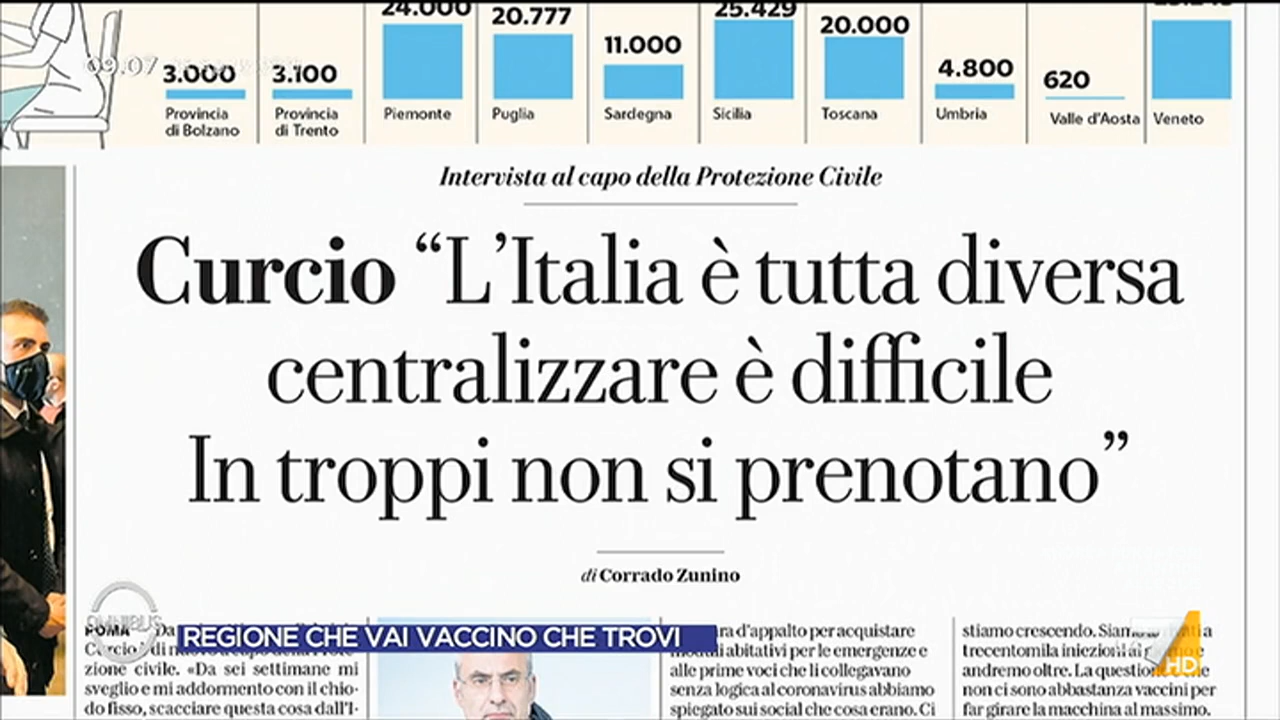 24.000
20.777
25.429
20.000
11.000
4.800
620
3.000
3.100
09:07
Provincia
di Bolzano
Provincia
di Trento
Piemonte
Puglia
Sardegna
Sicilia
Toscana
Umbria
Valle d'Aosta
Veneto
Intervista al capo della Protezione Civile
Curcio “L’Italia è tutta diversa
centralizzare è difficile
In troppi non si prenotano”
di Corrado Zunino
OMNIBUS
REGIONE CHE VAI VACCINO CHE TROVI
HD
ROMA
Curcio
zione civile. «Da sei settimane mi
sveglio e mi addormento con il chio-
do fisso, scacciare questa cosa dall'I-
d'appalto per acquistare
abitativi per le emergenze e
alle prime voci che li collegavano
senza logica al coronavirus abbiamo
spiegato sui social che cosa erano. Ci
stiamo crescendo. a
trecentomila iniezioni
andremo oltre. La
non ci sono abbastanza vaccini per
far girare la macchina al massimo.